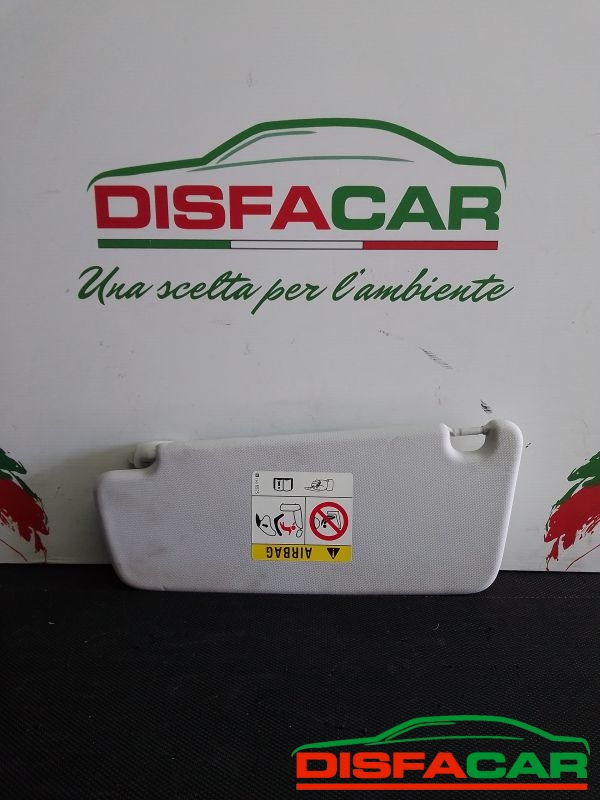 DISFACAR
Una scelta per l'ambiente
AIRBAG
DISFACAR